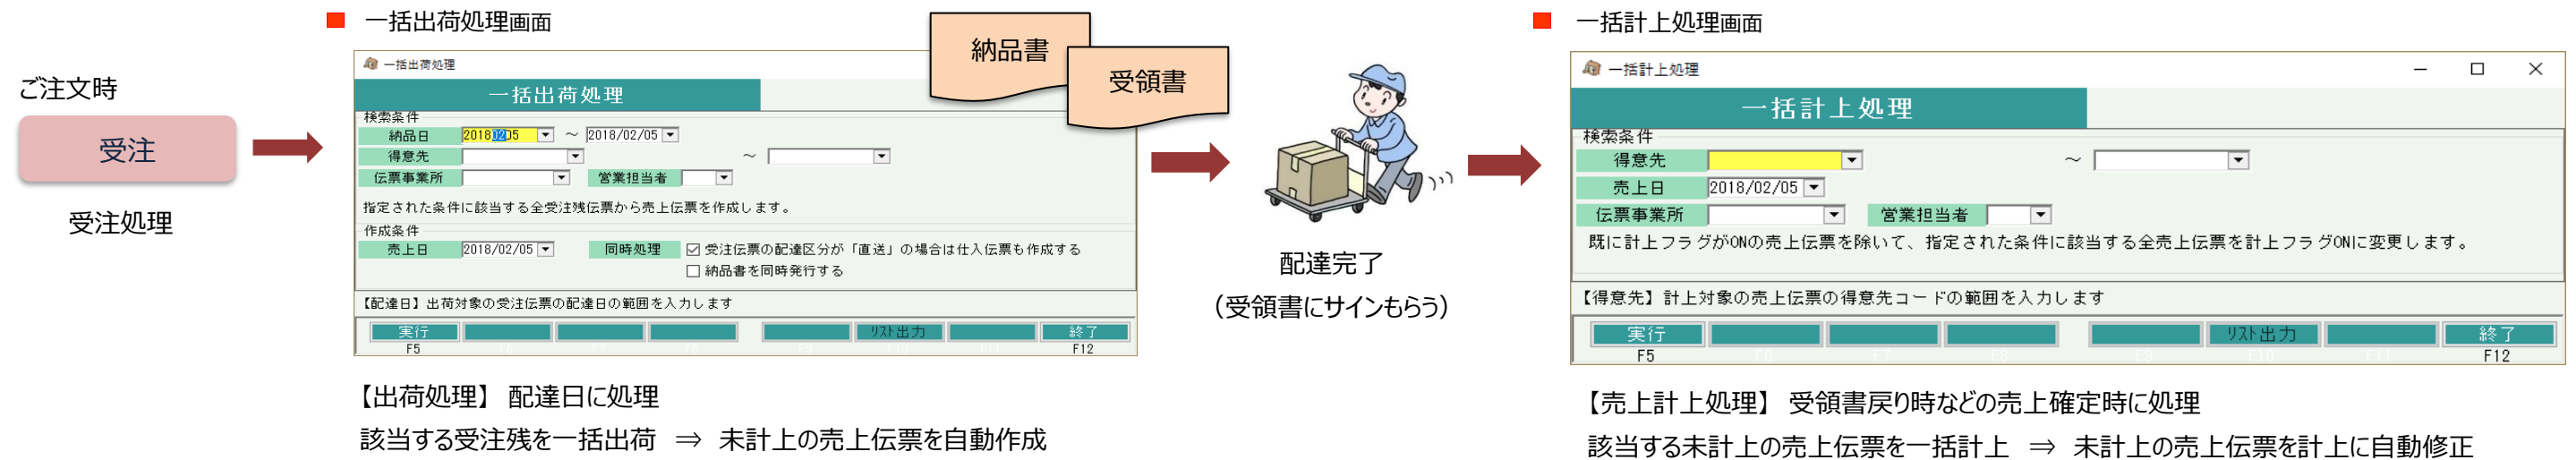 ご注文時
受注
受注処理
■ 一括出荷処理画面
一括出荷処理
一括出荷処理
検索条件
納品日 2018/02/05 ～ 2018/02/05
得意先 ～
伝票事業所 営業担当者
指定された条件に該当する全受注残伝票から売上伝票を作成します。
作成条件
売上日 2018/02/05 同時処理 受注伝票の配達区分が「直送」の場合は仕入伝票も作成する
納品書を同時発行する
【配達日】出荷対象の受注伝票の配達日の範囲を入力します
実行 リスト出力 終了
F5 F6 F7 F8 F9 F10 F11 F12
納品書
受領書
【出荷処理】 配達日に処理
該当する受注残を一括出荷 ⇒ 未計上の売上伝票を自動作成
配達完了
（受領書にサインもらう）
■ 一括計上処理画面
一括計上処理
一括計上処理
検索条件
得意先 ～
売上日 2018/02/05
伝票事業所 営業担当者
既に計上フラグがONの売上伝票を除いて、指定された条件に該当する全売上伝票を計上フラグONに変更します。
【得意先】計上対象の売上伝票の得意先コードの範囲を入力します
実行 リスト出力 終了
F5 F6 F7 F8 F9 F10 F11 F12
【売上計上処理】 受領書戻り時などの売上確定時に処理
該当する未計上の売上伝票を一括計上 ⇒ 未計上の売上伝票を計上に自動修正